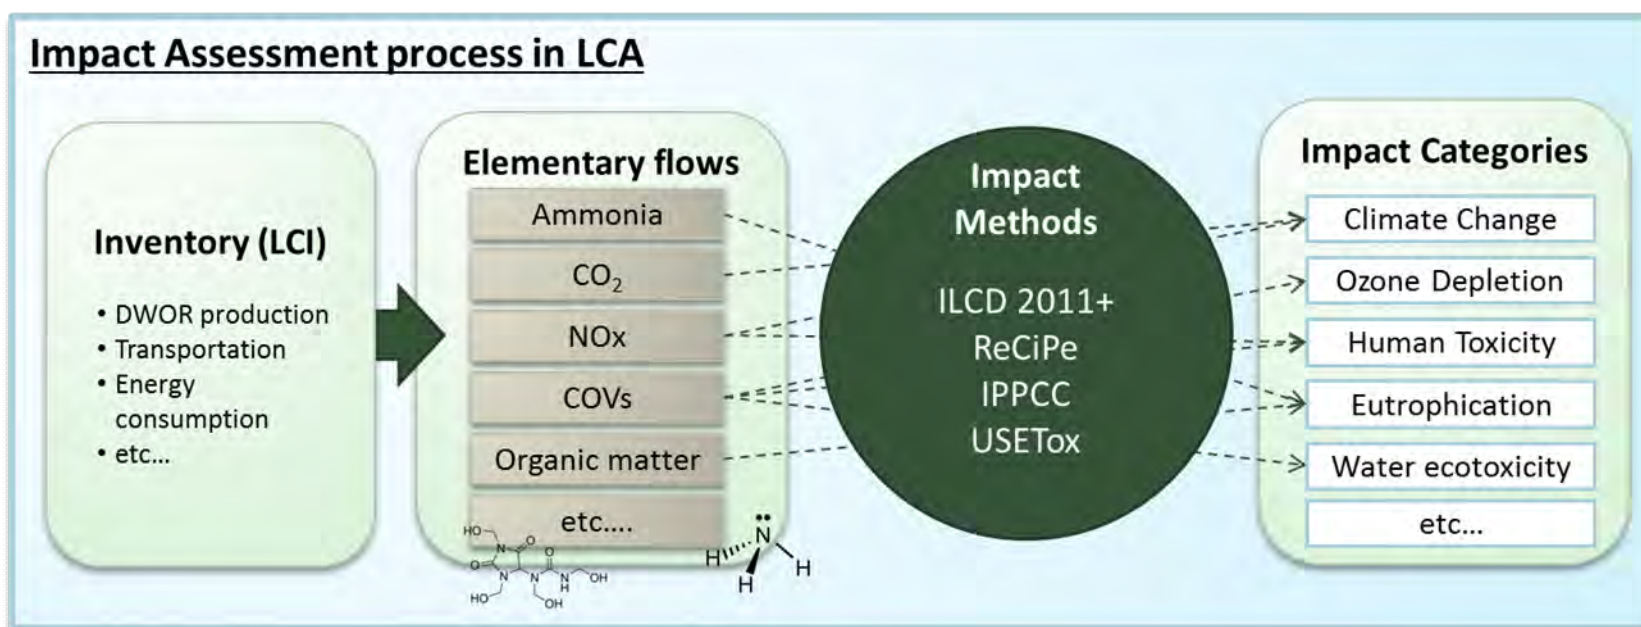 Impact Assessment process in LCA
Inventory (LCI)
• DWOR production
• Transportation
• Energy
consumption
• etc...
Elementary flows
Ammonia
CO₂
NOx
COVs
Organic matter
etc....
HO
N
O
O
O
N
N
N
H
OH
HO
OH
N
H
H
H
Impact
Methods
ILCD 2011+
ReCiPe
IPPCC
USETox
Impact Categories
Climate Change
Ozone Depletion
Human Toxicity
Eutrophication
Water ecotoxicity
etc...